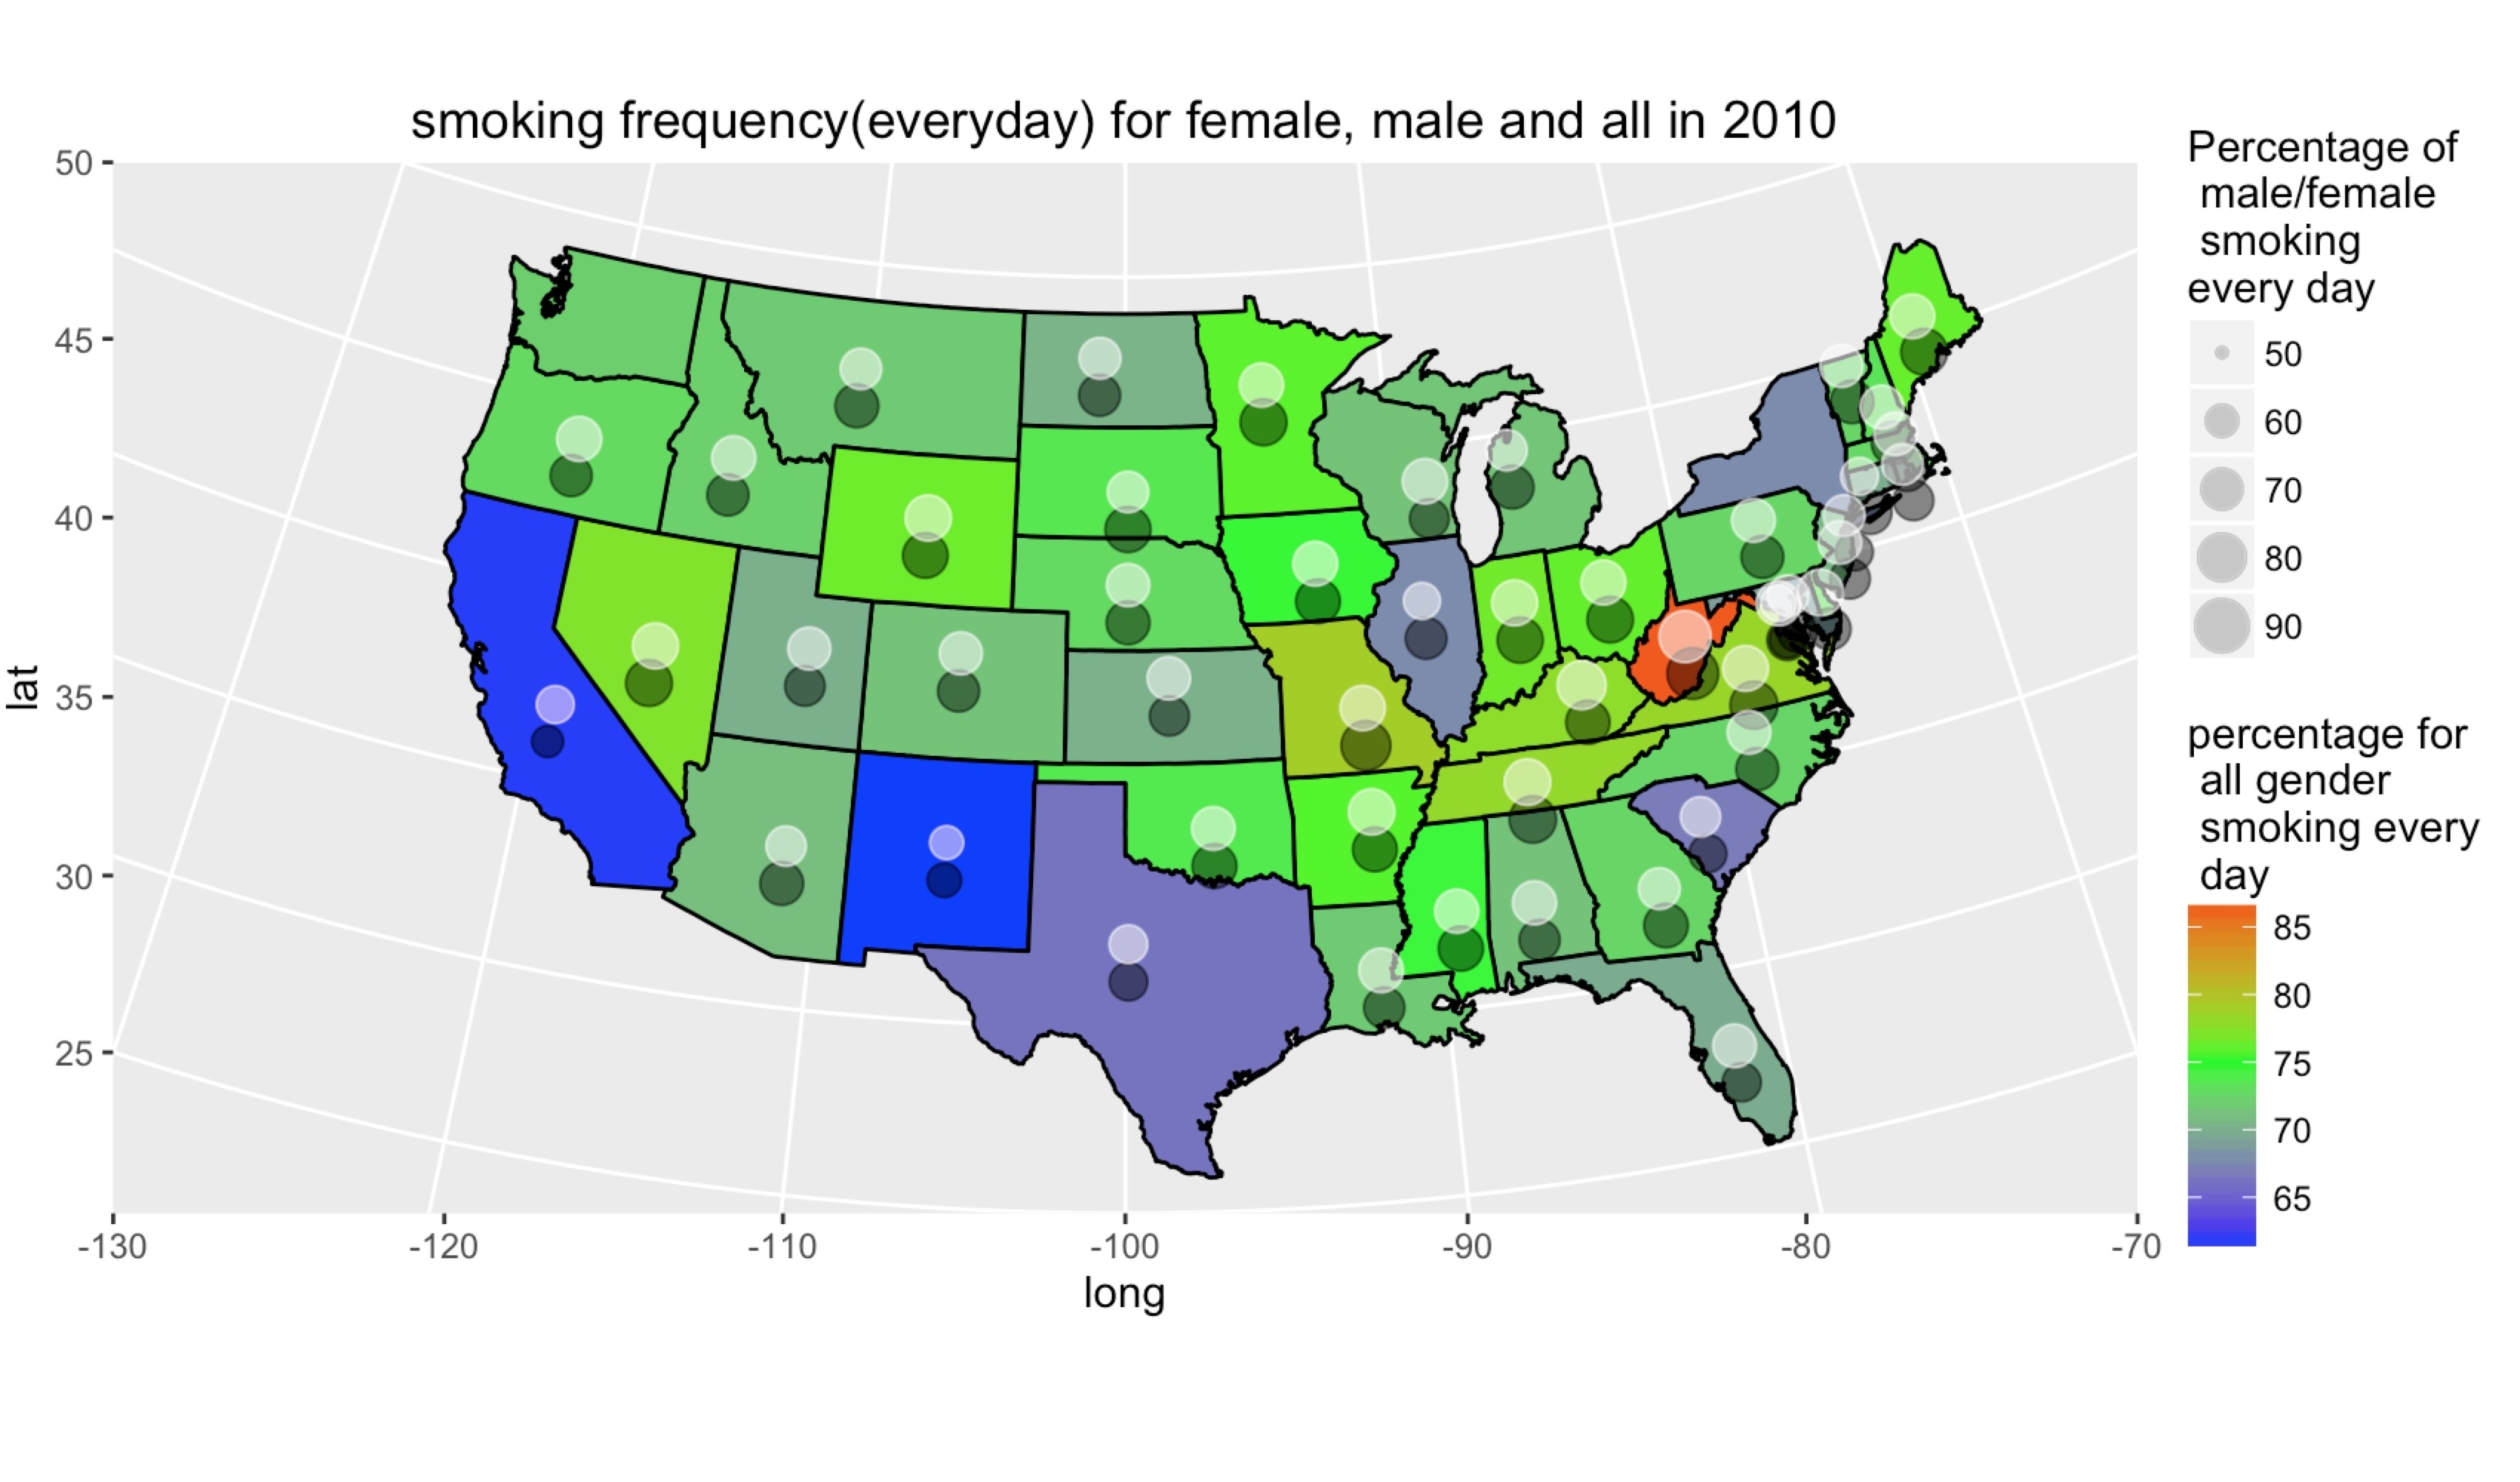 smoking frequency(everyday) for female, male and all in 2010
50
45
40
35
30
25
lat
-130
-120
-110
-100
-90
-80
-70
long
Percentage of
male/female
smoking
every day
50
60
70
80
90
percentage for
all gender
smoking every
day
85
80
75
70
65